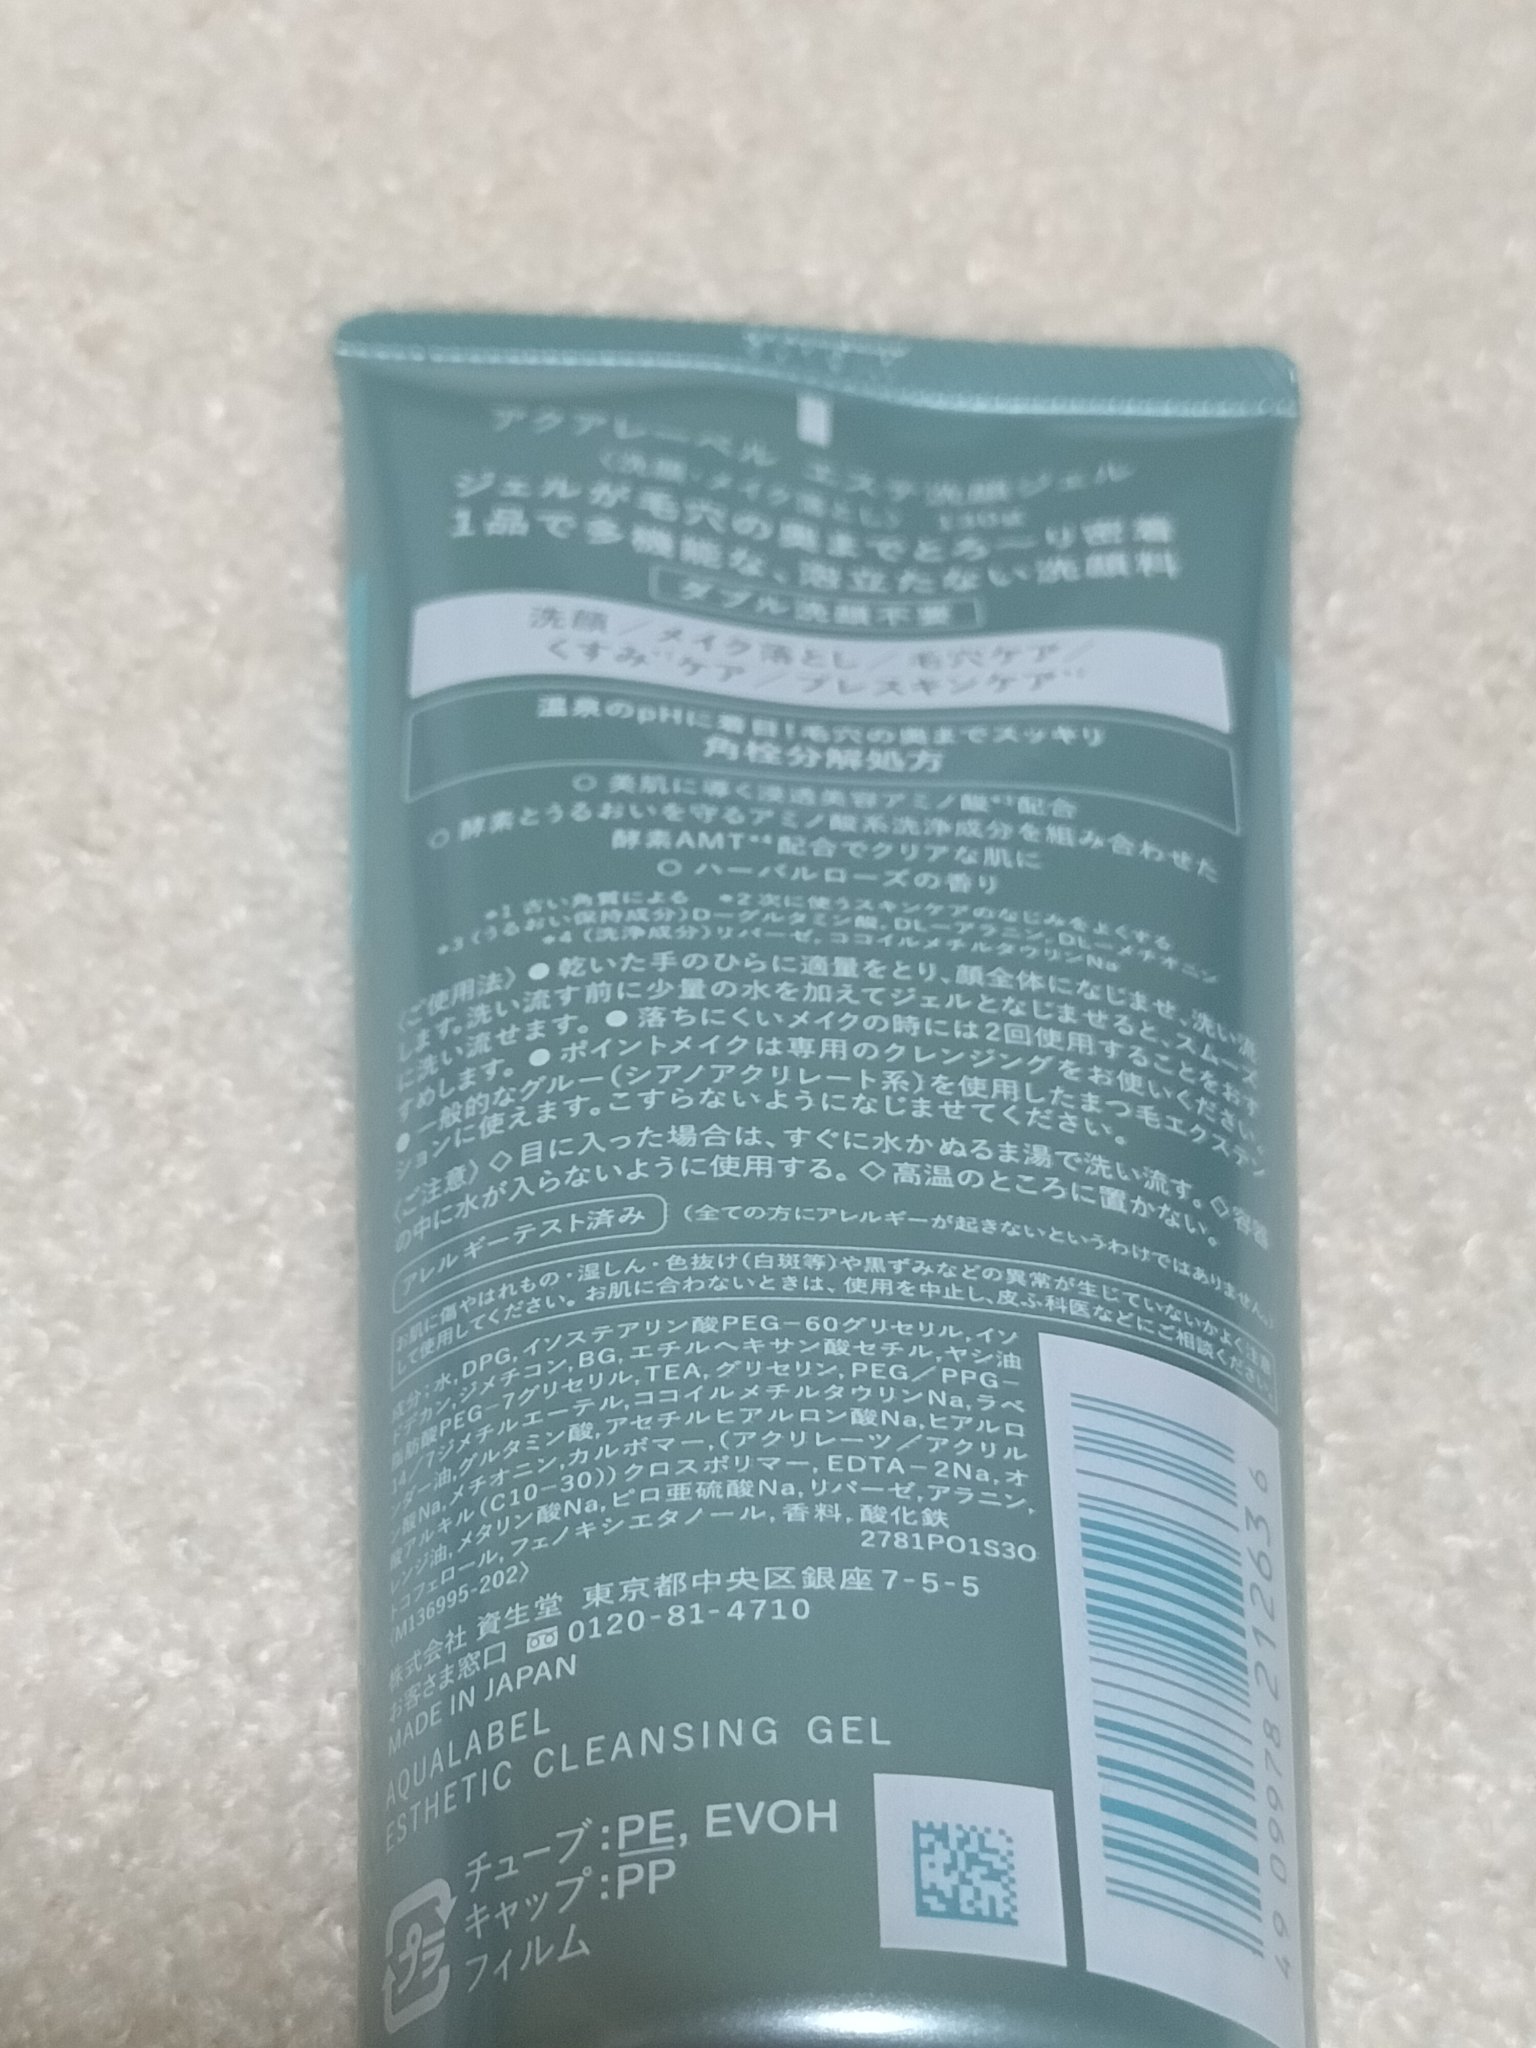 アクアレーベル エステ洗顔ジェル
〈洗顔・メイク落とし〉 130g
ジェルが毛穴の奥までとろ〜り密着
1品で多機能な、泡立たない洗顔料
ダブル洗顔不要
洗顔／メイク落とし／毛穴ケア／
くすみ*1ケア／プレスキンケア*2
温泉のpHに着目!毛穴の奥までスッキリ
角栓分解処方
○ 美肌に導く浸透美容アミノ酸*3配合
○ 酵素とうるおいを守るアミノ酸系洗浄成分を組み合わせた
酵素AMT*4配合でクリアな肌に
○ ハーバルローズの香り
*1 古い角質による *2 次に使うスキンケアのなじみをよくする
*3 (うるおい保持成分)D−グルタミン酸, DL−アラニン, DL−メチオニン
*4 (洗浄成分)リパーゼ, ココイルメチルタウリンNa
〈ご使用法〉●乾いた手のひらに適量をとり、顔全体になじませ、洗い流
します。洗い流す前に少量の水を加えてジェルとなじませると、スムーズ
に洗い流せます。●落ちにくいメイクの時には2回使用することをおす
すめします。●ポイントメイクは専用のクレンジングをお使いください。
●一般的なグルー(シアノアクリレート系)を使用したまつ毛エクステン
ションに使えます。こすらないようになじませてください。
〈ご注意〉◇目に入った場合は、すぐに水かぬるま湯で洗い流す。◇容器
の中に水が入らないように使用する。◇高温のところに置かない。
アレルギーテスト済み (全ての方にアレルギーが起きないというわけではありません。)
お肌に傷やはれもの・湿しん・色抜け(白斑等)や黒ずみなどの異常が生じていないかよく注意
して使用してください。お肌に合わないときは、使用を中止し、皮ふ科医などにご相談ください。
成分:水, DPG, イソステアリン酸PEG−60グリセリル, イソ
ドデカン, ジメチコン, BG, エチルヘキサン酸セチル, ヤシ油
脂肪酸PEG−7グリセリル, TEA, グリセリン, PEG／PPG−
14／7ジメチルエーテル, ココイルメチルタウリンNa, ラベ
ンダー油, グルタミン酸, アセチルヒアルロン酸Na, ヒアルロ
ン酸Na, メチオニン, カルボマー, (アクリレーツ／アクリル
酸アルキル(C10−30))クロスポリマー, EDTA−2Na, オ
レンジ油, メタリン酸Na, ピロ亜硫酸Na, リパーゼ, アラニン,
トコフェロール, フェノキシエタノール, 香料, 酸化鉄
〈M136995-202〉 2781PO1S3O
株式会社 資生堂 東京都中央区銀座7-5-5
お客さま窓口 0120-81-4710
MADE IN JAPAN
AQUALABEL
ESTHETIC CLEANSING GEL
プラ
チューブ:PE, EVOH
キャップ:PP
フィルム
4909978212636